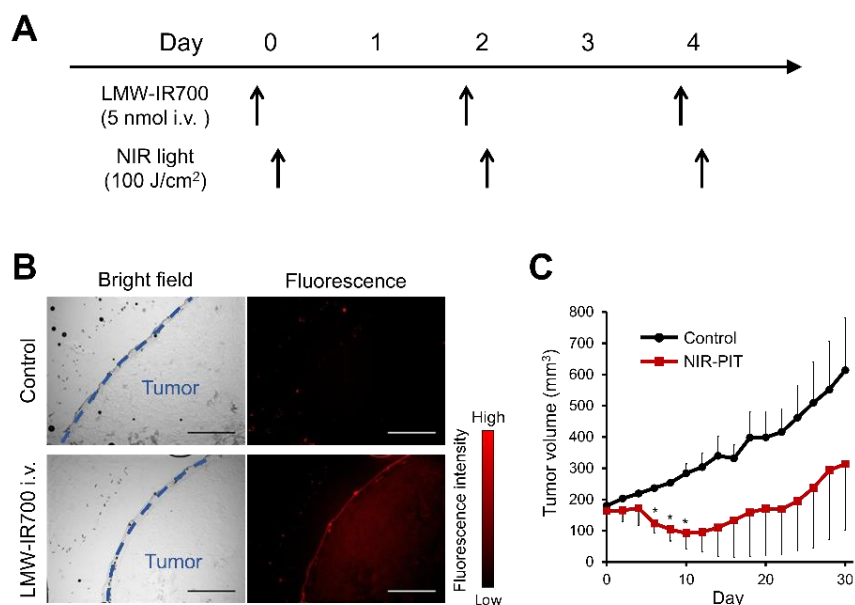 A
Day 0 1 2 3 4
LMW-IR700
(5 nmol i.v. )
NIR light
(100 J/cm²)
B
Bright field Fluorescence
Control
Tumor
LMW-IR700 i.v.
Tumor
High
Fluorescence intensity
Low
C
Tumor volume (mm³)
800
700
600
500
400
300
200
100
0
Control
NIR-PIT
* * *
0 10 20 30
Day